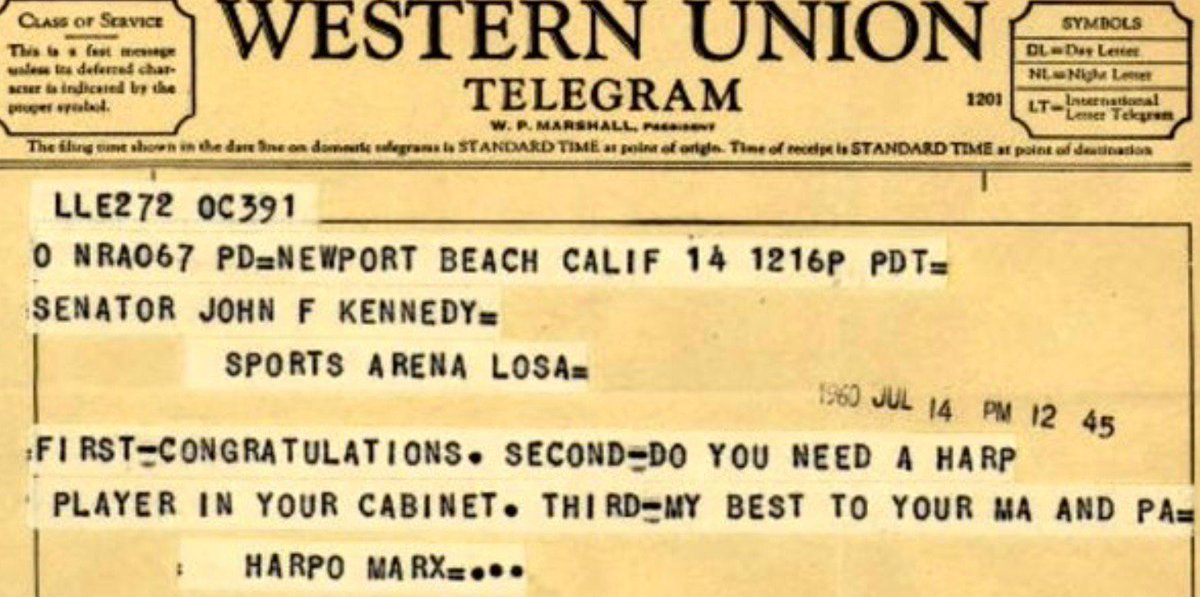 CLASS OF SERVICE
This is a fast message
unless its deferred char-
acter is indicated by the
proper symbol.
WESTERN UNION
TELEGRAM
W. P. MARSHALL, PRESIDENT
1201
SYMBOLS
DL=Day Letter
NL=Night Letter
LT=International
Letter Telegram
The filing time shown in the date line on domestic telegrams is STANDARD TIME at point of origin. Time of receipt is STANDARD TIME at point of destination
LLE272 OC391
O NRA067 PD=NEWPORT BEACH CALIF 14 1216P PDT=
SENATOR JOHN F KENNEDY=
SPORTS ARENA LOSA=
1960 JUL 14 PM 12 45
:FIRST=CONGRATULATIONS. SECOND=DO YOU NEED A HARP
PLAYER IN YOUR CABINET. THIRD=MY BEST TO YOUR MA AND PA=
: HARPO MARX=...